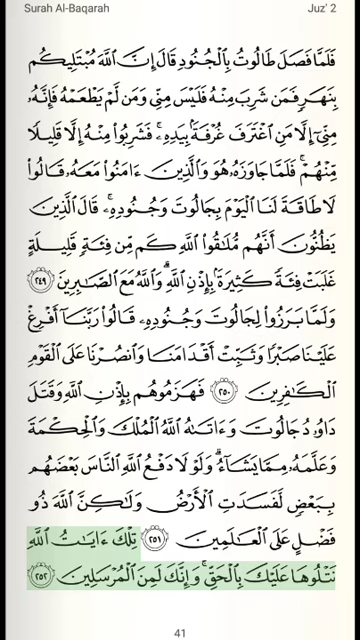 Surah Al-Baqarah Juz' 2
فَلَمَّا فَصَلَ طَالُوتُ بِالْجُنُودِ قَالَ إِنَّ اللَّهَ مُبْتَلِيكُم
بِنَهَرٍ فَمَن شَرِبَ مِنْهُ فَلَيْسَ مِنِّي وَمَن لَّمْ يَطْعَمْهُ فَإِنَّهُۥ
مِنِّيٓ إِلَّا مَنِ اغْتَرَفَ غُرْفَةًۢ بِيَدِهِۦۚ فَشَرِبُوا۟ مِنْهُ إِلَّا قَلِيلًا
مِّنْهُمْۚ فَلَمَّا جَاوَزَهُۥ هُوَ وَالَّذِينَ ءَامَنُوا۟ مَعَهُۥ قَالُوا۟
لَا طَاقَةَ لَنَا الْيَوْمَ بِجَالُوتَ وَجُنُودِهِۦۚ قَالَ الَّذِينَ
يَظُنُّونَ أَنَّهُم مُّلَٰقُوا۟ اللَّهِ كَم مِّن فِئَةٍ قَلِيلَةٍ
غَلَبَتْ فِئَةً كَثِيرَةًۢ بِإِذْنِ اللَّهِۗ وَاللَّهُ مَعَ الصَّٰبِرِينَ ٢٤٩
وَلَمَّا بَرَزُوا۟ لِجَالُوتَ وَجُنُودِهِۦ قَالُوا۟ رَبَّنَآ أَفْرِغْ
عَلَيْنَا صَبْرًا وَثَبِّتْ أَقْدَامَنَا وَانصُرْنَا عَلَى الْقَوْمِ
الْكَٰفِرِينَ ٢٥٠ فَهَزَمُوهُم بِإِذْنِ اللَّهِ وَقَتَلَ
دَاوُۥدُ جَالُوتَ وَءَاتَىٰهُ اللَّهُ الْمُلْكَ وَالْحِكْمَةَ
وَعَلَّمَهُۥ مِمَّا يَشَآءُۗ وَلَوْلَا دَفْعُ اللَّهِ النَّاسَ بَعْضَهُم
بِبَعْضٍ لَّفَسَدَتِ الْأَرْضُ وَلَٰكِنَّ اللَّهَ ذُو
فَضْلٍ عَلَى الْعَٰلَمِينَ ٢٥١ تِلْكَ ءَايَٰتُ اللَّهِ
نَتْلُوهَا عَلَيْكَ بِالْحَقِّۚ وَإِنَّكَ لَمِنَ الْمُرْسَلِينَ ٢٥٢
41